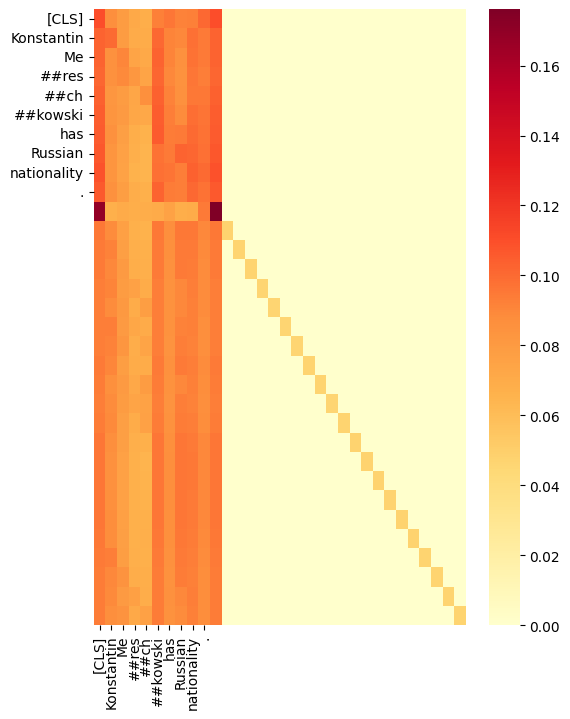 [CLS]
Konstantin
Me
##res
##ch
##kowski
has
Russian
nationality
.
0.16
0.14
0.12
0.10
0.08
0.06
0.04
0.02
0.00
[CLS]
Konstantin
Me
##res
##ch
##kowski
has
Russian
nationality
.